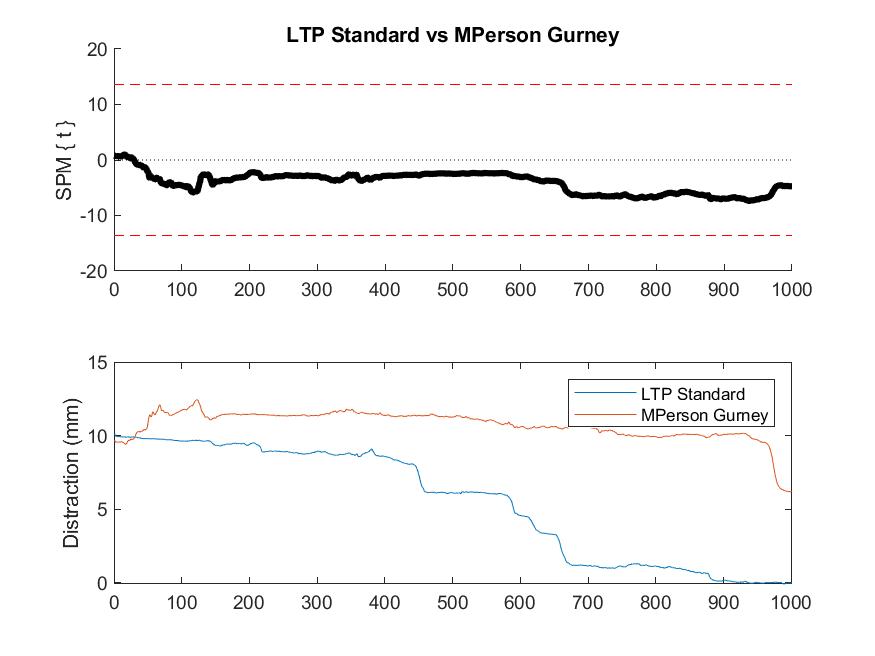 LTP Standard vs MPerson Gurney
20
10
0
-10
-20
SPM { t }
0 100 200 300 400 500 600 700 800 900 1000
15
10
5
0
Distraction (mm)
LTP Standard
MPerson Gurney
0 100 200 300 400 500 600 700 800 900 1000